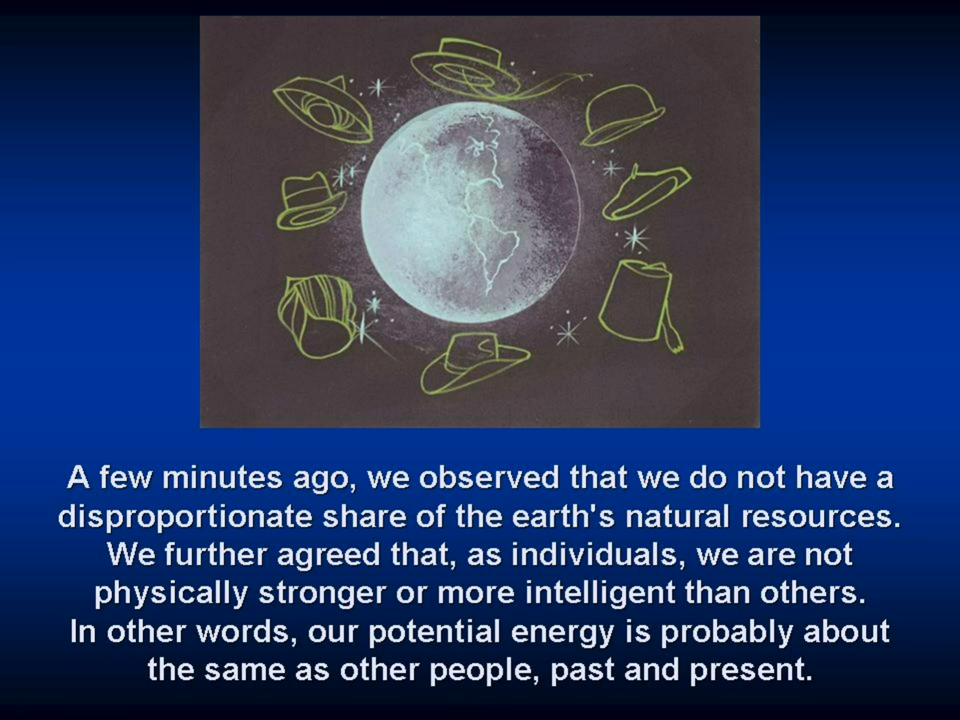 A few minutes ago, we observed that we do not have a
disproportionate share of the earth's natural resources.
We further agreed that, as individuals, we are not
physically stronger or more intelligent than others.
In other words, our potential energy is probably about
the same as other people, past and present.